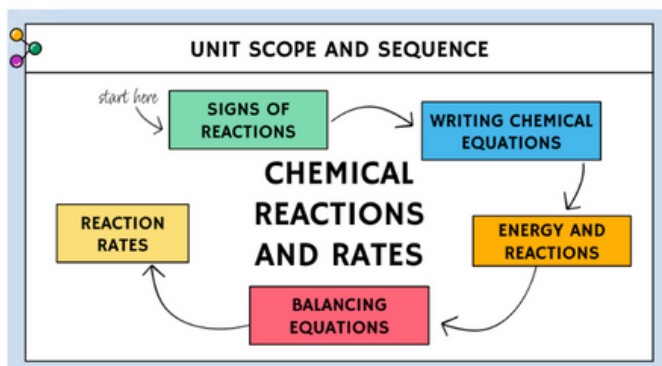 UNIT SCOPE AND SEQUENCE
start here
SIGNS OF
REACTIONS
WRITING CHEMICAL
EQUATIONS
CHEMICAL
REACTIONS
AND RATES
REACTION
RATES
ENERGY AND
REACTIONS
BALANCING
EQUATIONS